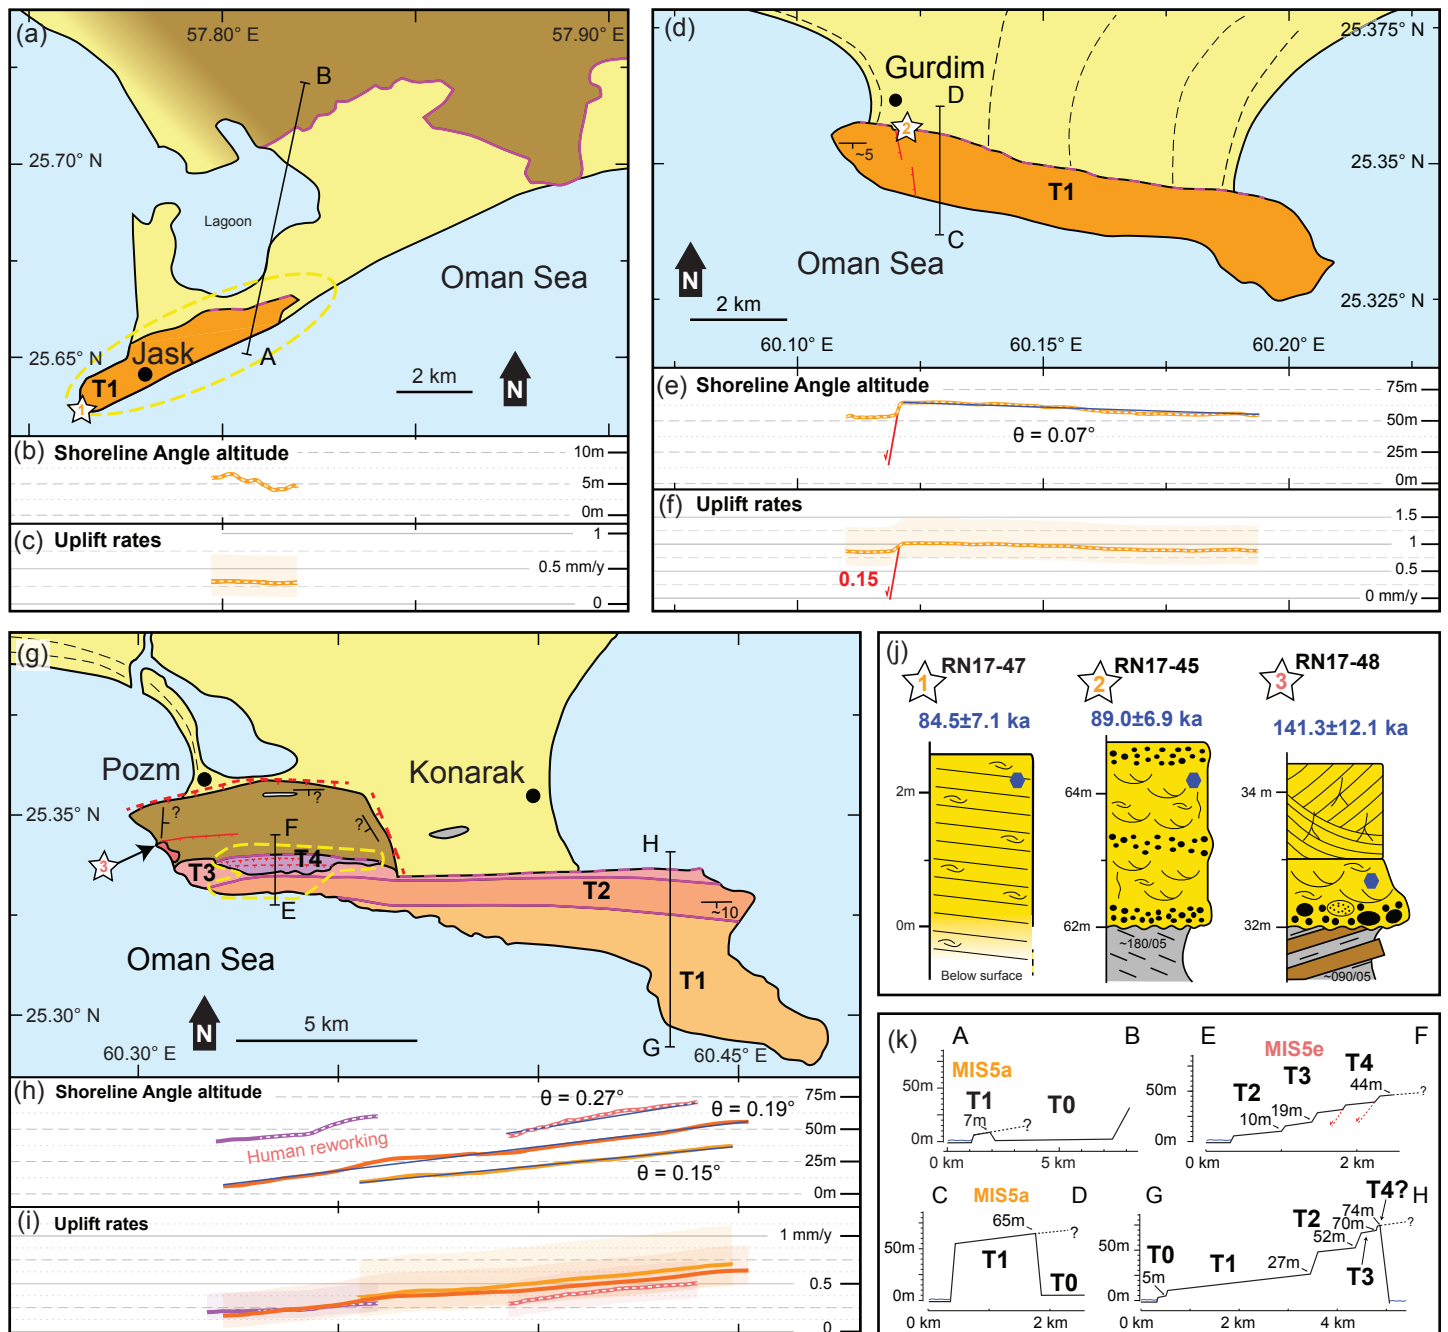 (a)
57.80° E
57.90° E
B
25.70° N
Lagoon
Oman Sea
25.65° N
Jask
A
T1
1
2 km
N
(b) Shoreline Angle altitude
10m
5m
0m
(c) Uplift rates
1
0.5 mm/y
0
(d)
25.375° N
Gurdim
D
2
~5
25.35° N
T1
C
Oman Sea
N
2 km
25.325° N
60.10° E
60.15° E
60.20° E
(e) Shoreline Angle altitude
75m
50m
θ = 0.07°
25m
0m
(f) Uplift rates
1.5
1
0.15
0.5
0 mm/y
(g)
Pozm
Konarak
25.35° N
?
?
?
F
H
3
T4
T3
T2
E
~10
Oman Sea
T1
N
5 km
25.30° N
G
60.30° E
60.45° E
(h) Shoreline Angle altitude
75m
θ = 0.27°
θ = 0.19°
50m
Human reworking
25m
θ = 0.15°
0m
(i) Uplift rates
1 mm/y
0.5
0
(j)
1 RN17-47
84.5±7.1 ka
2m
0m
Below surface
2 RN17-45
89.0±6.9 ka
64m
62m
~180/05
3 RN17-48
141.3±12.1 ka
34 m
32m
~090/05
(k)
A
B
MIS5a
50m
T1
T0
7m
?
0m
0 km
5 km
E
F
MIS5e
T4
T3
44m
?
50m
T2
19m
10m
0m
0 km
2 km
C
MIS5a
D
65m
?
50m
T1
T0
0m
0 km
2 km
G
T4?
H
74m
T2
70m
?
52m
50m
T0
T1
27m
T3
5m
0m
0 km
2 km
4 km